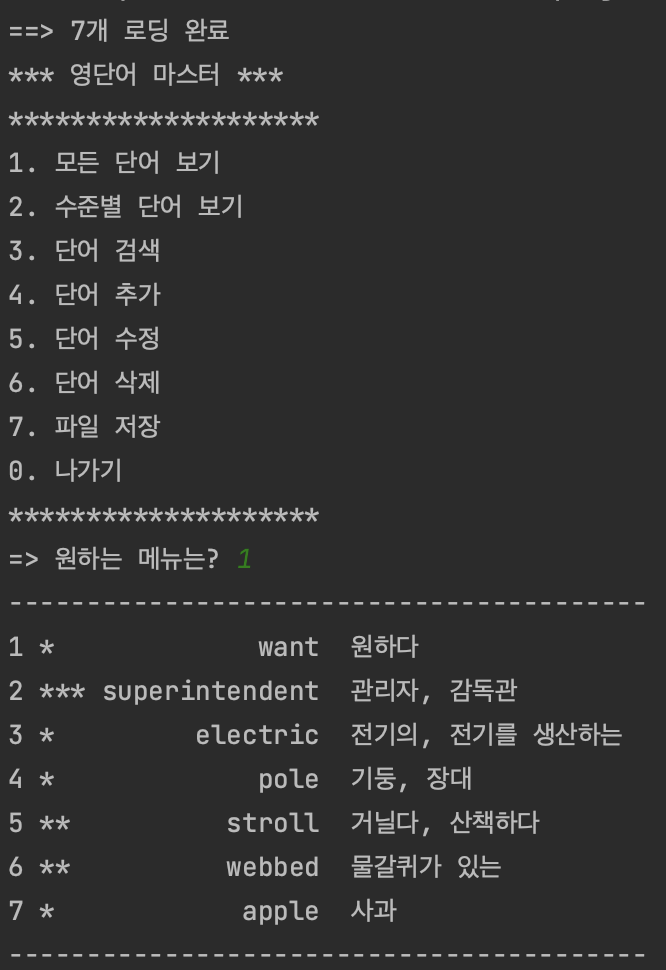 ==> 7개 로딩 완료
*** 영단어 마스터 ***
********************
1. 모든 단어 보기
2. 수준별 단어 보기
3. 단어 검색
4. 단어 추가
5. 단어 수정
6. 단어 삭제
7. 파일 저장
0. 나가기
********************
=> 원하는 메뉴는? 1
-----------------------------------------
1 * want 원하다
2 *** superintendent 관리자, 감독관
3 * electric 전기의, 전기를 생산하는
4 * pole 기둥, 장대
5 ** stroll 거닐다, 산책하다
6 ** webbed 물갈퀴가 있는
7 * apple 사과
-----------------------------------------